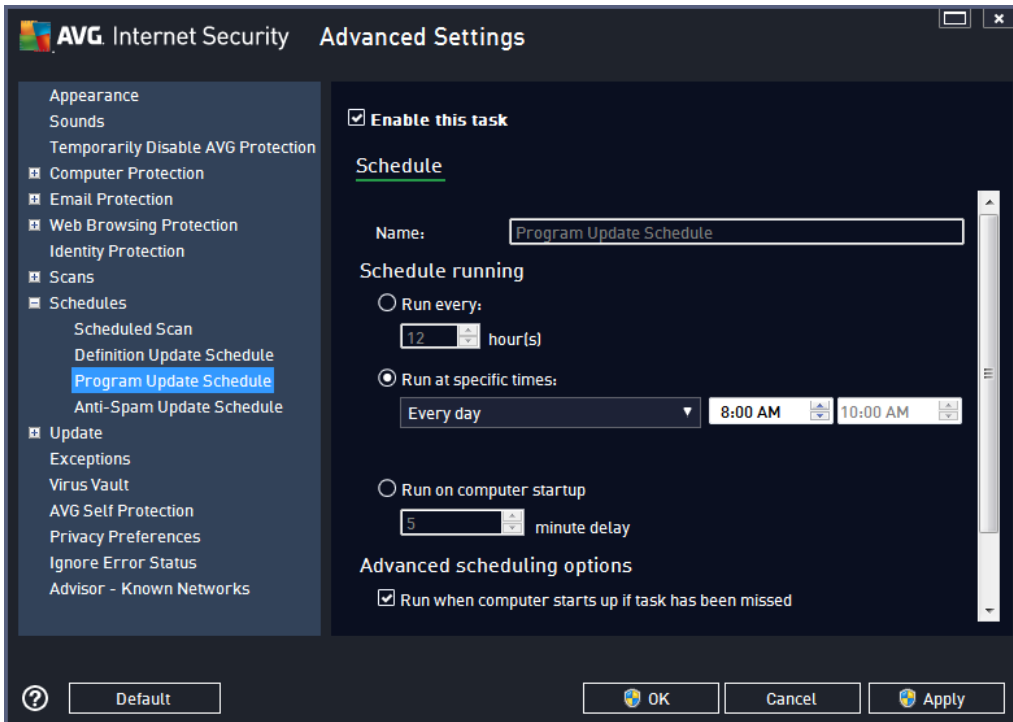 AVG. Internet Security Advanced Settings
Appearance
Sounds
Temporarily Disable AVG Protection
Computer Protection
Email Protection
Web Browsing Protection
Identity Protection
Scans
Schedules
Scheduled Scan
Definition Update Schedule
Program Update Schedule
Anti-Spam Update Schedule
Update
Exceptions
Virus Vault
AVG Self Protection
Privacy Preferences
Ignore Error Status
Advisor - Known Networks
Enable this task
Schedule
Name: Program Update Schedule
Schedule running
Run every:
12 hour(s)
Run at specific times:
Every day 8:00 AM 10:00 AM
Run on computer startup
5 minute delay
Advanced scheduling options
Run when computer starts up if task has been missed
? Default OK Cancel Apply